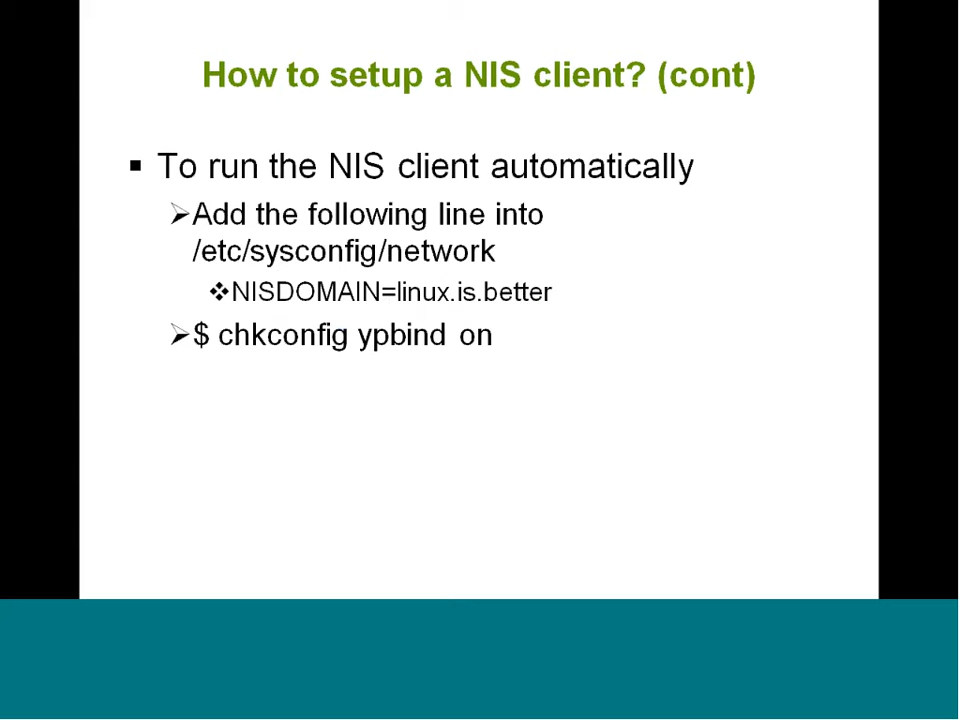 How to setup a NIS client? (cont)
▪ To run the NIS client automatically
➢Add the following line into
/etc/sysconfig/network
❖NISDOMAIN=linux.is.better
➢$ chkconfig ypbind on